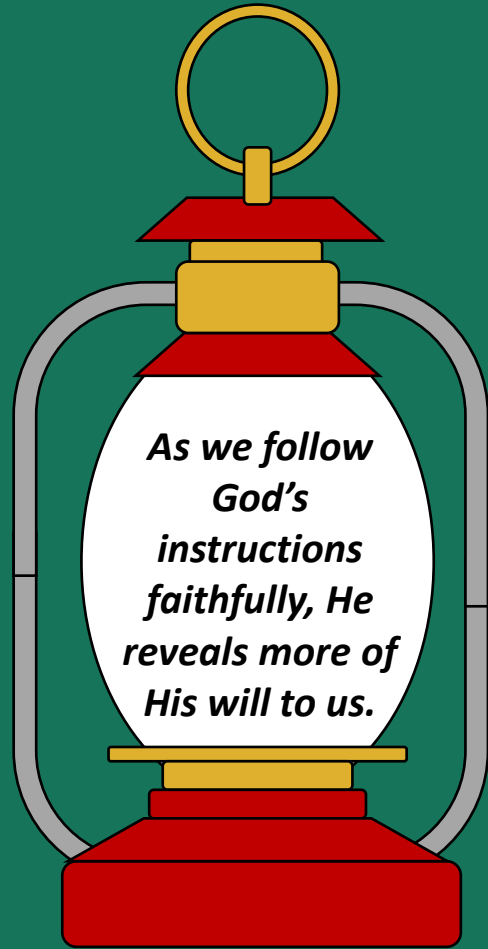 As we follow
God’s
instructions
faithfully, He
reveals more of
His will to us.